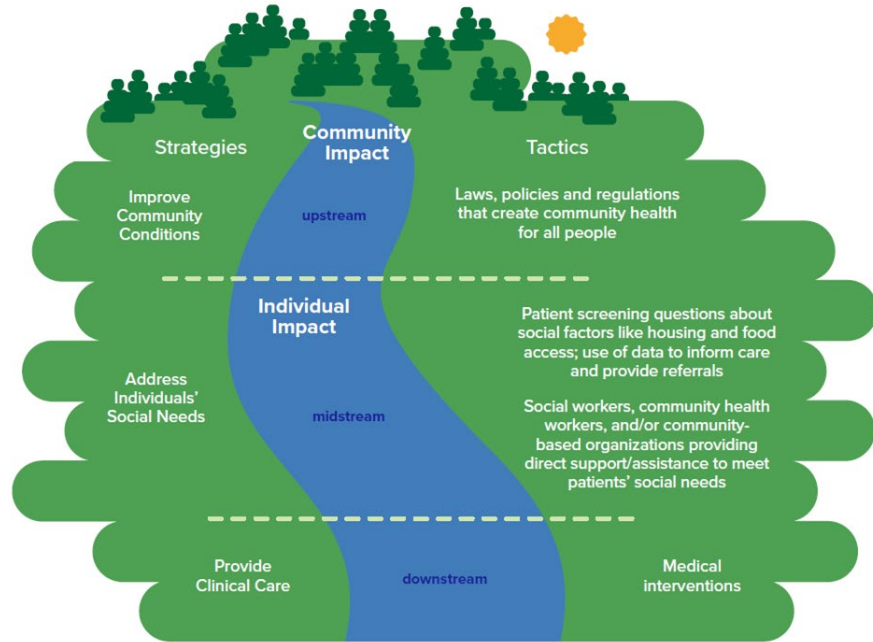 Community
Impact
Strategies
Tactics
Improve
Community
Conditions
upstream
Laws, policies and regulations
that create community health
for all people
Individual
Impact
Address
Individuals'
Social Needs
midstream
Patient screening questions about
social factors like housing and food
access; use of data to inform care
and provide referrals
Social workers, community health
workers, and/or community-
based organizations providing
direct support/assistance to meet
patients' social needs
Provide
Clinical Care
downstream
Medical
interventions